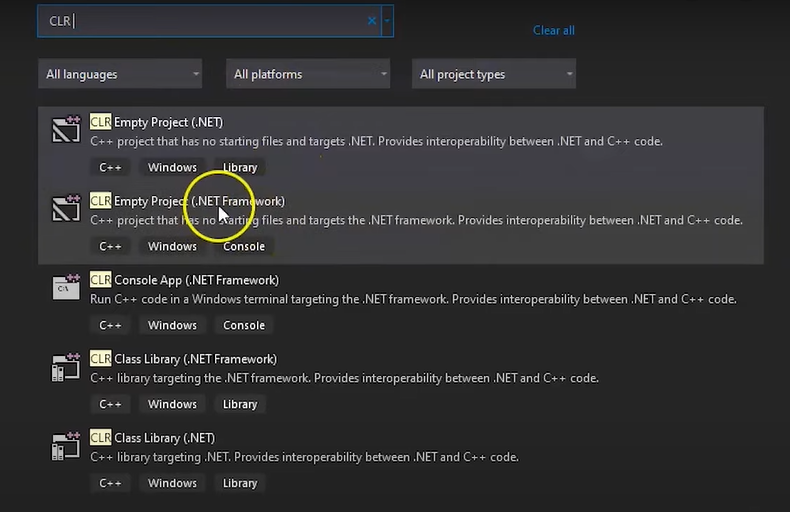 CLR
Clear all
All languages
All platforms
All project types
CLR Empty Project (.NET)
C++ project that has no starting files and targets .NET. Provides interoperability between .NET and C++ code.
C++ Windows Library
CLR Empty Project (.NET Framework)
C++ project that has no starting files and targets the .NET framework. Provides interoperability between .NET and C++ code.
C++ Windows Console
CLR Console App (.NET Framework)
C:\
Run C++ code in a Windows terminal targeting the .NET framework. Provides interoperability between .NET and C++ code.
C++ Windows Console
CLR Class Library (.NET Framework)
C++ library targeting the .NET framework. Provides interoperability between .NET and C++ code.
C++ Windows Library
CLR Class Library (.NET)
C++ library targeting .NET. Provides interoperability between .NET and C++ code.
C++ Windows Library